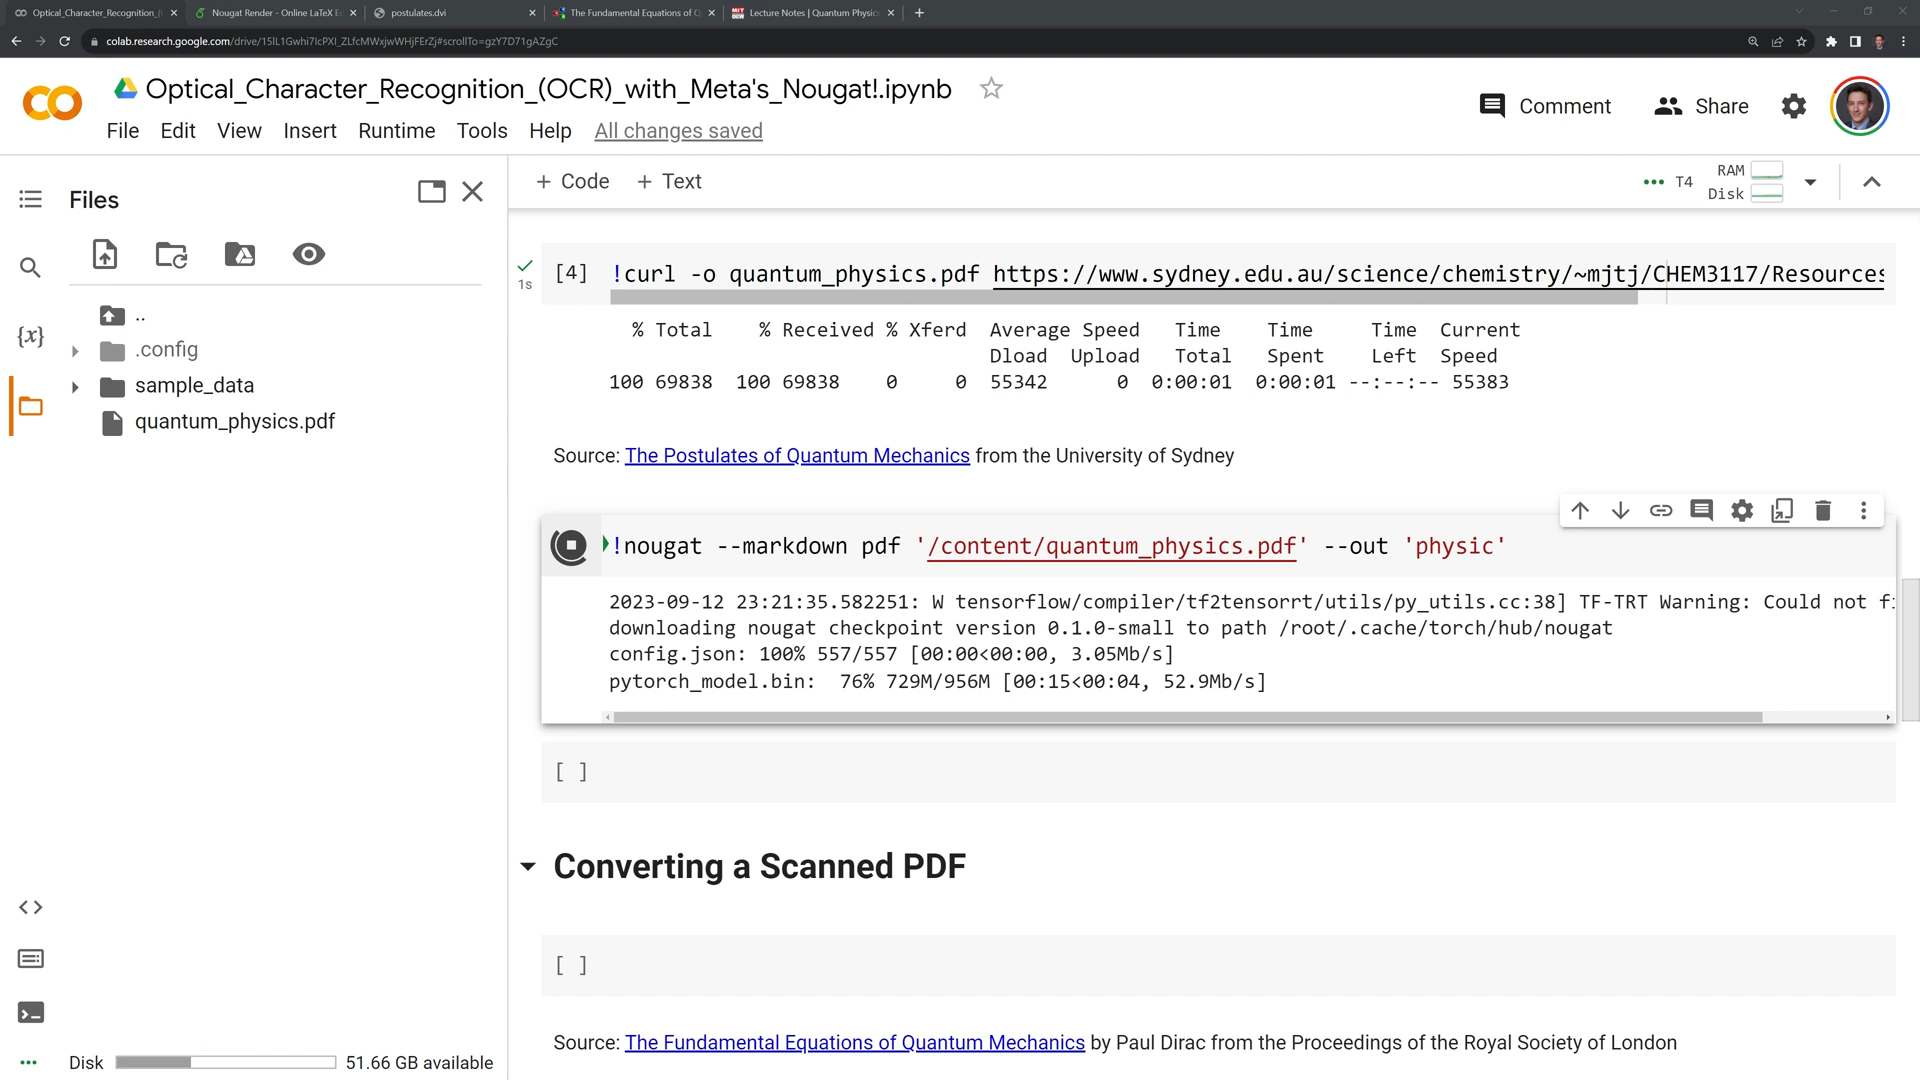 Optical_Character_Recognition_(
Nougat Render - Online LaTeX E
postulates.dvi
The Fundamental Equations of Q
Lecture Notes | Quantum Physic
colab.research.google.com/drive/15IL1Gwhi7IcPXI_ZLfcMWxjwWHjFErZj#scrollTo=gzY7D71gAZgC
CO
Optical_Character_Recognition_(OCR)_with_Meta's_Nougat!.ipynb
File Edit View Insert Runtime Tools Help All changes saved
Comment Share
Files
+ Code + Text
T4 RAM
Disk
..
.config
sample_data
quantum_physics.pdf
{x}
1s
[4] !curl -o quantum_physics.pdf https://www.sydney.edu.au/science/chemistry/~mjtj/CHEM3117/Resources
% Total % Received % Xferd Average Speed Time Time Time Current
Dload Upload Total Spent Left Speed
100 69838 100 69838 0 0 55342 0 0:00:01 0:00:01 --:--:-- 55383
Source: The Postulates of Quantum Mechanics from the University of Sydney
!nougat --markdown pdf '/content/quantum_physics.pdf' --out 'physic'
2023-09-12 23:21:35.582251: W tensorflow/compiler/tf2tensorrt/utils/py_utils.cc:38] TF-TRT Warning: Could not fi
downloading nougat checkpoint version 0.1.0-small to path /root/.cache/torch/hub/nougat
config.json: 100% 557/557 [00:00<00:00, 3.05Mb/s]
pytorch_model.bin: 76% 729M/956M [00:15<00:04, 52.9Mb/s]
[ ]
Converting a Scanned PDF
[ ]
Source: The Fundamental Equations of Quantum Mechanics by Paul Dirac from the Proceedings of the Royal Society of London
Disk 51.66 GB available